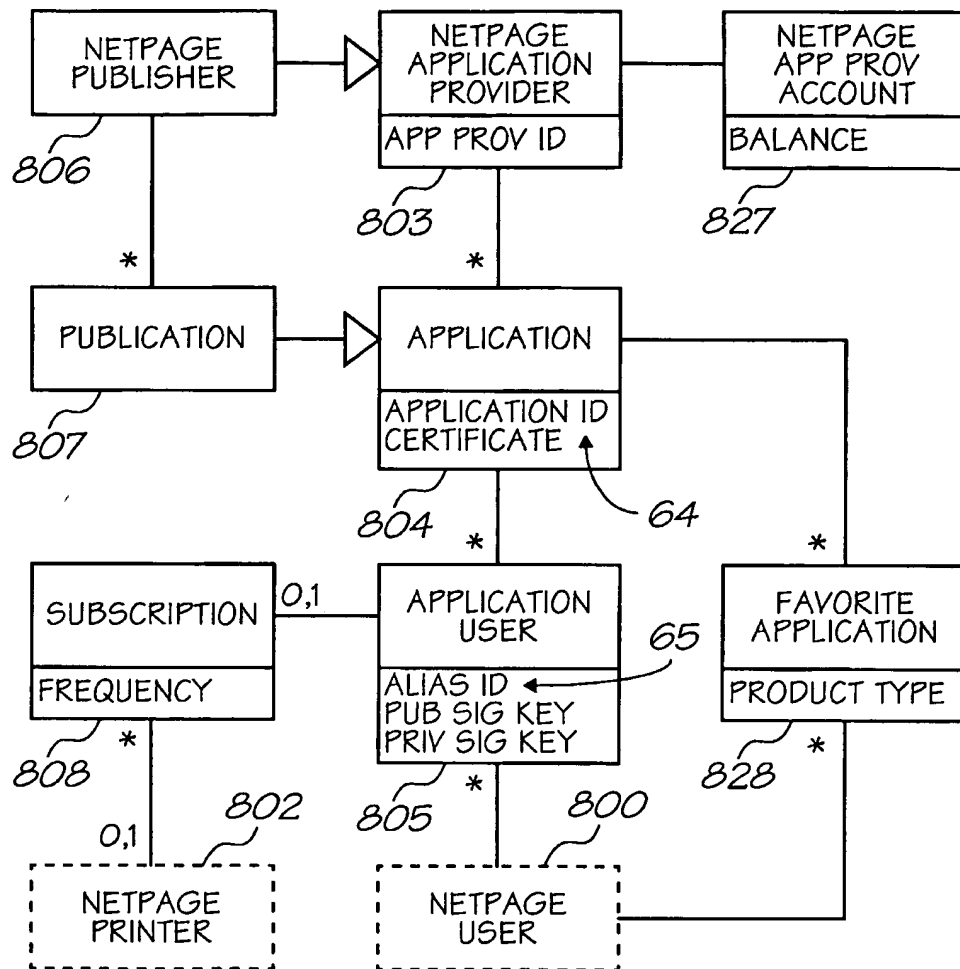 NETPAGE
PUBLISHER
806
NETPAGE
APPLICATION
PROVIDER
APP PROV ID
803
NETPAGE
APP PROV
ACCOUNT
BALANCE
827
*
*
PUBLICATION
807
APPLICATION
APPLICATION ID
CERTIFICATE
804
64
*
*
SUBSCRIPTION
FREQUENCY
808
0,1
APPLICATION
USER
ALIAS ID
PUB SIG KEY
PRIV SIG KEY
805
65
FAVORITE
APPLICATION
PRODUCT TYPE
828
*
*
*
0,1
802
NETPAGE
PRINTER
800
NETPAGE
USER